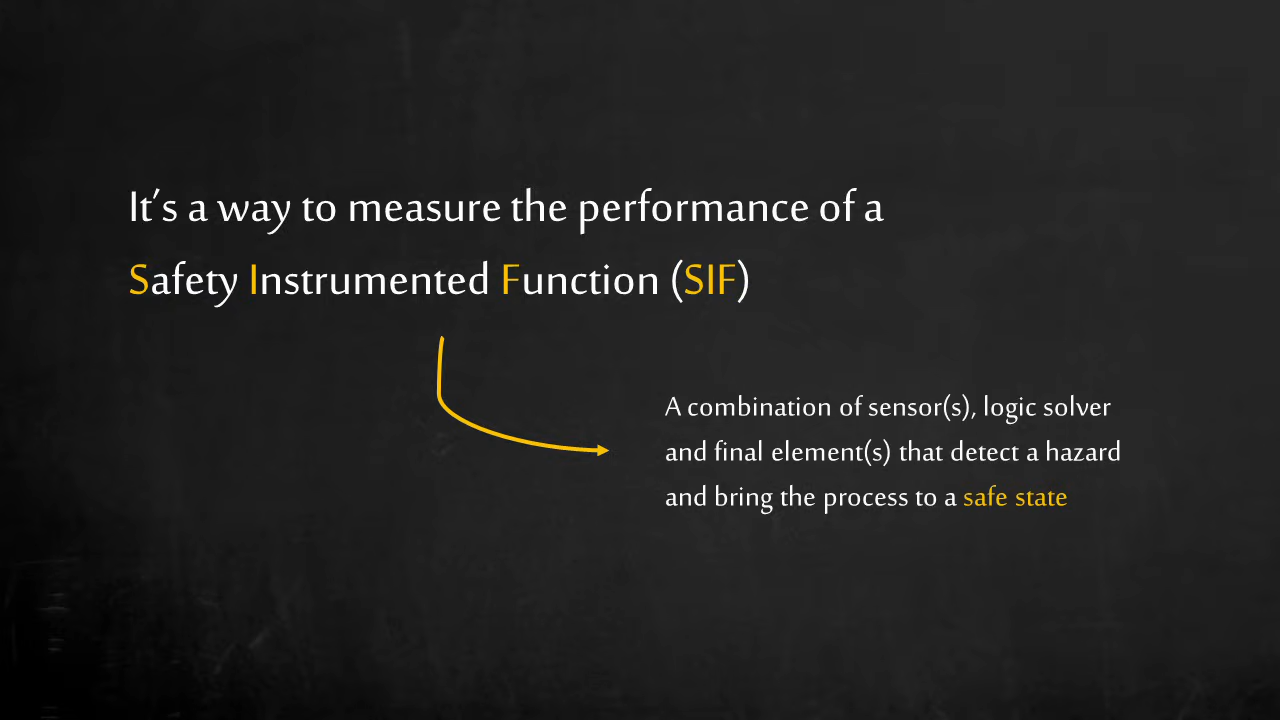 It’s a way to measure the performance of a
Safety Instrumented Function (SIF)
A combination of sensor(s), logic solver
and final element(s) that detect a hazard
and bring the process to a safe state